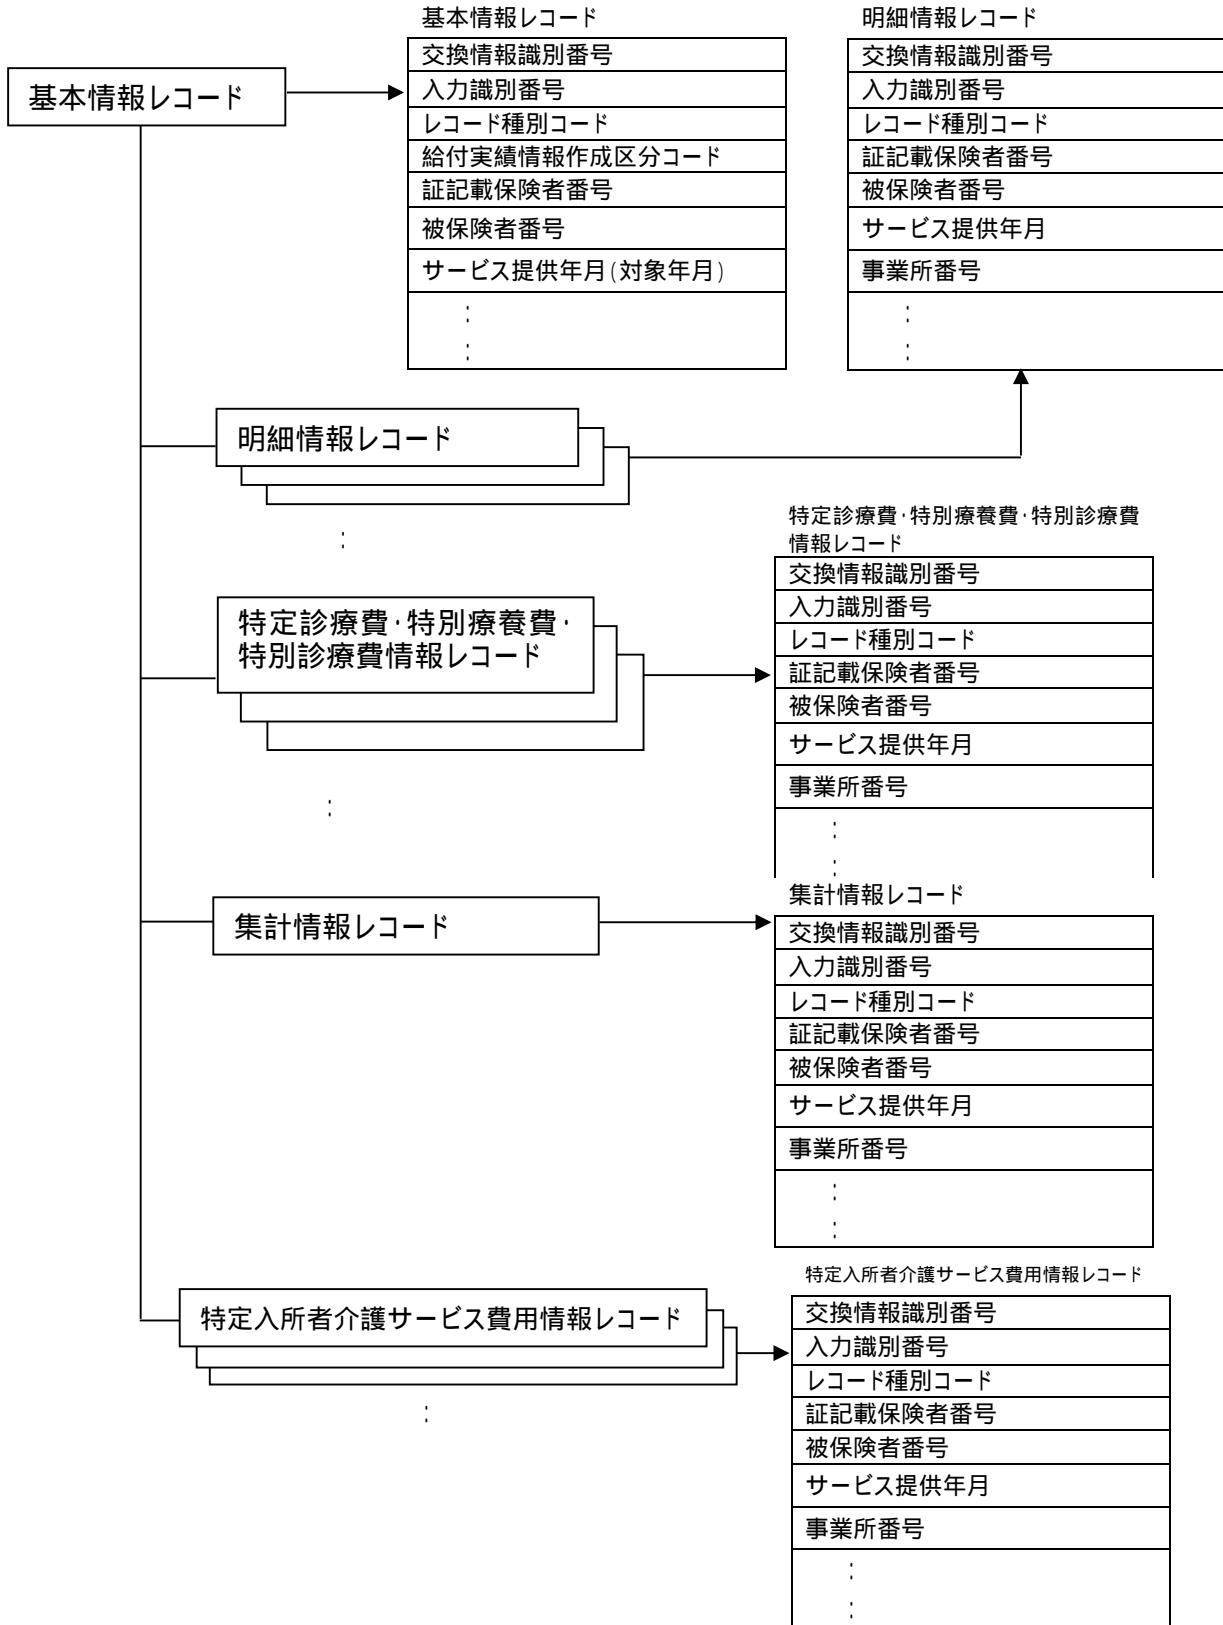 基本情報レコード
基本情報レコード
交換情報識別番号
入力識別番号
レコード種別コード
給付実績情報作成区分コード
証記載保険者番号
被保険者番号
サービス提供年月(対象年月)
:
:
明細情報レコード
交換情報識別番号
入力識別番号
レコード種別コード
証記載保険者番号
被保険者番号
サービス提供年月
事業所番号
:
:
明細情報レコード
:
特定診療費・特別療養費・
特別診療費情報レコード
:
特定診療費・特別療養費・特別診療費
情報レコード
交換情報識別番号
入力識別番号
レコード種別コード
証記載保険者番号
被保険者番号
サービス提供年月
事業所番号
:
:
集計情報レコード
集計情報レコード
交換情報識別番号
入力識別番号
レコード種別コード
証記載保険者番号
被保険者番号
サービス提供年月
事業所番号
:
:
特定入所者介護サービス費用情報レコード
:
特定入所者介護サービス費用情報レコード
交換情報識別番号
入力識別番号
レコード種別コード
証記載保険者番号
被保険者番号
サービス提供年月
事業所番号
:
: